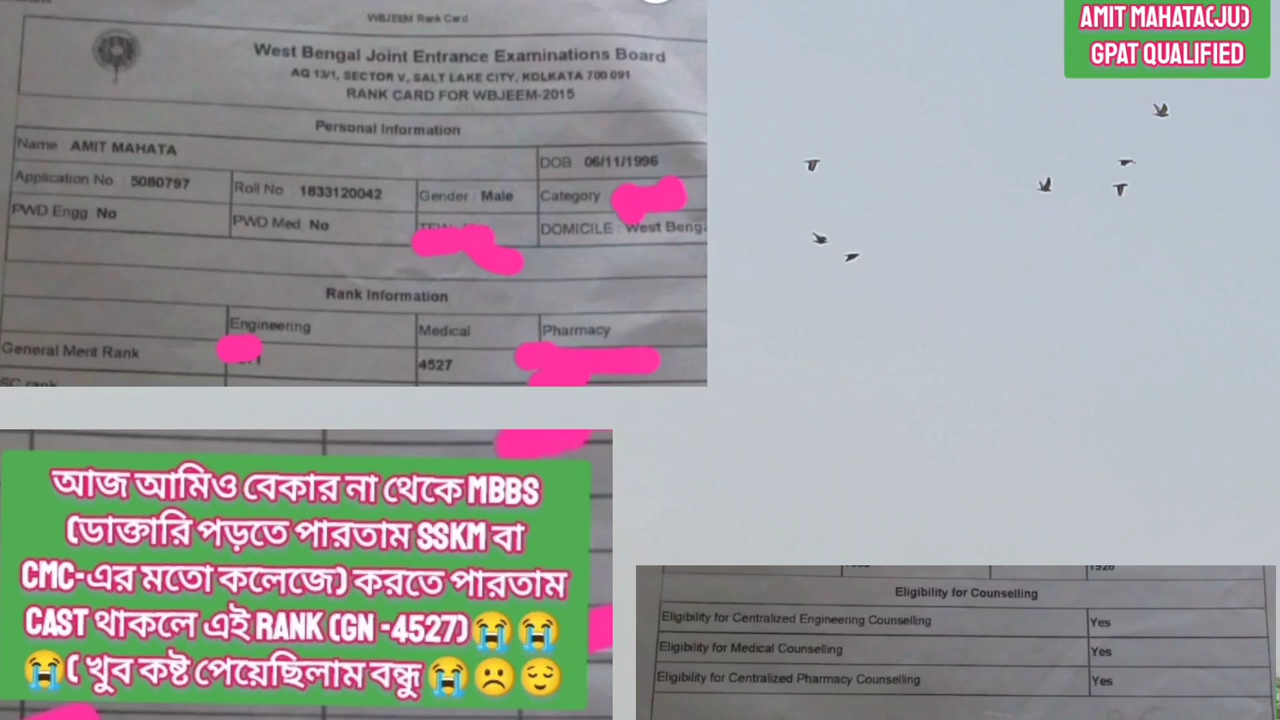 WBJEEM Rank Card
West Bengal Joint Entrance Examinations Board
AQ 13/1, SECTOR V, SALT LAKE CITY, KOLKATA 700 091
RANK CARD FOR WBJEEM-2015
Personal Information
Name AMIT MAHATA
DOB 06/11/1996
Application No 5080797
Roll No 1833120042
Gender : Male
Category
PWD Engg No
PWD Med. No
DOMICILE : West Beng
Rank Information
Engineering
Medical
Pharmacy
General Merit Rank
4527
SC rank
AMIT MAHATA(JU)
GPAT QUALIFIED
আজ আমিও বেকার না থেকে MBBS
(ডাক্তারি পড়তে পারতাম SSKM বা
CMC-এর মতো কলেজে) করতে পারতাম
CAST থাকলে এই RANK (GN -4527)😭😭
😭( খুব কষ্ট পেয়েছিলাম বন্ধু😭☹️😌
Eligibility for Counselling
Eligibility for Centralized Engineering Counselling Yes
Eligibility for Medical Counselling Yes
Eligibility for Centralized Pharmacy Counselling Yes